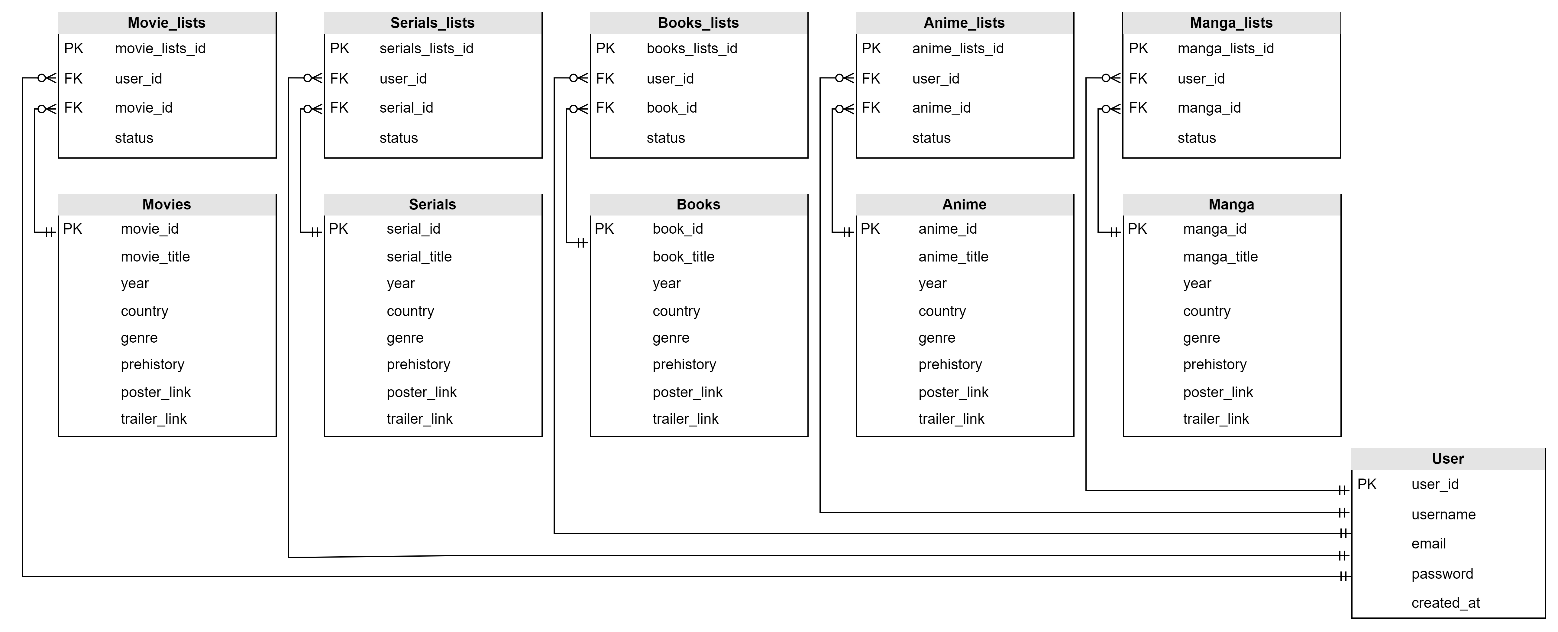 Movie_lists
PK movie_lists_id
FK user_id
FK movie_id
status
Serials_lists
PK serials_lists_id
FK user_id
FK serial_id
status
Books_lists
PK books_lists_id
FK user_id
FK book_id
status
Anime_lists
PK anime_lists_id
FK user_id
FK anime_id
status
Manga_lists
PK manga_lists_id
FK user_id
FK manga_id
status
Movies
PK movie_id
movie_title
year
country
genre
prehistory
poster_link
trailer_link
Serials
PK serial_id
serial_title
year
country
genre
prehistory
poster_link
trailer_link
Books
PK book_id
book_title
year
country
genre
prehistory
poster_link
trailer_link
Anime
PK anime_id
anime_title
year
country
genre
prehistory
poster_link
trailer_link
Manga
PK manga_id
manga_title
year
country
genre
prehistory
poster_link
trailer_link
User
PK user_id
username
email
password
created_at